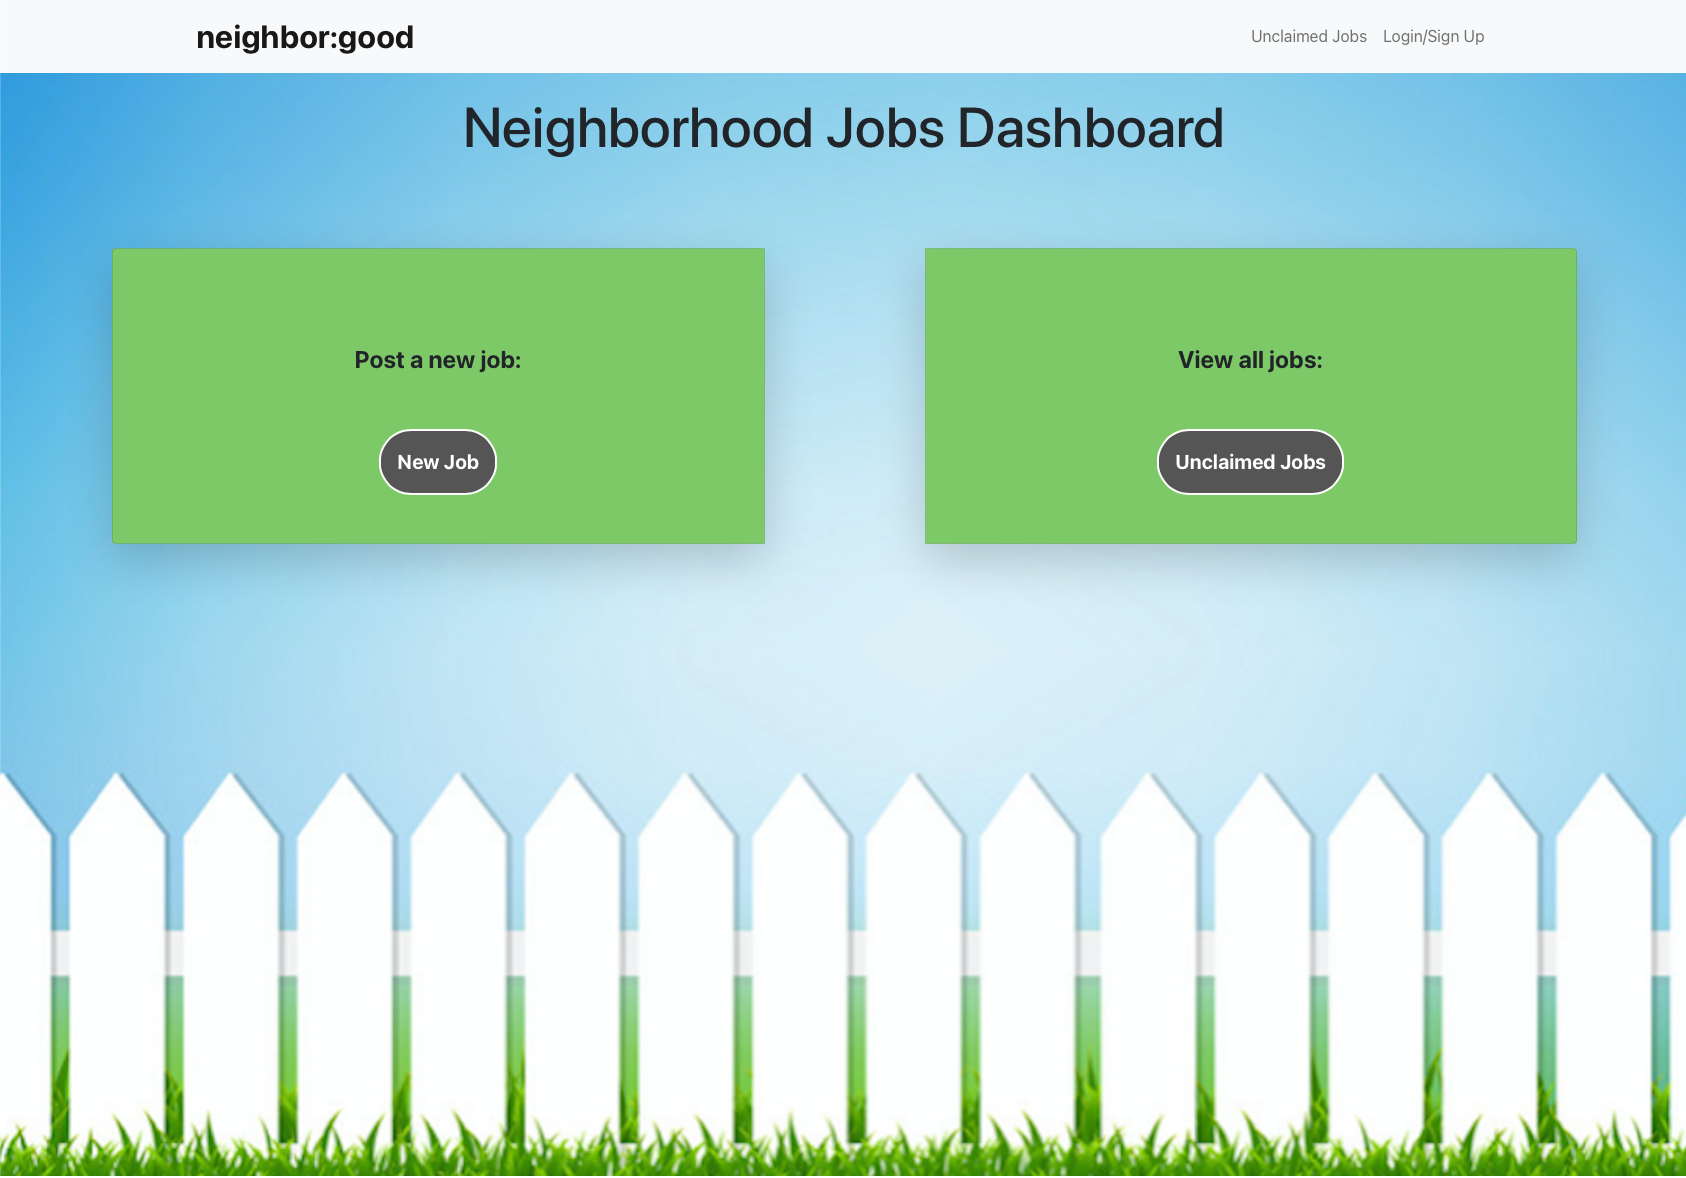 neighbor:good
Unclaimed Jobs
Login/Sign Up
Neighborhood Jobs Dashboard
Post a new job:
New Job
View all jobs:
Unclaimed Jobs